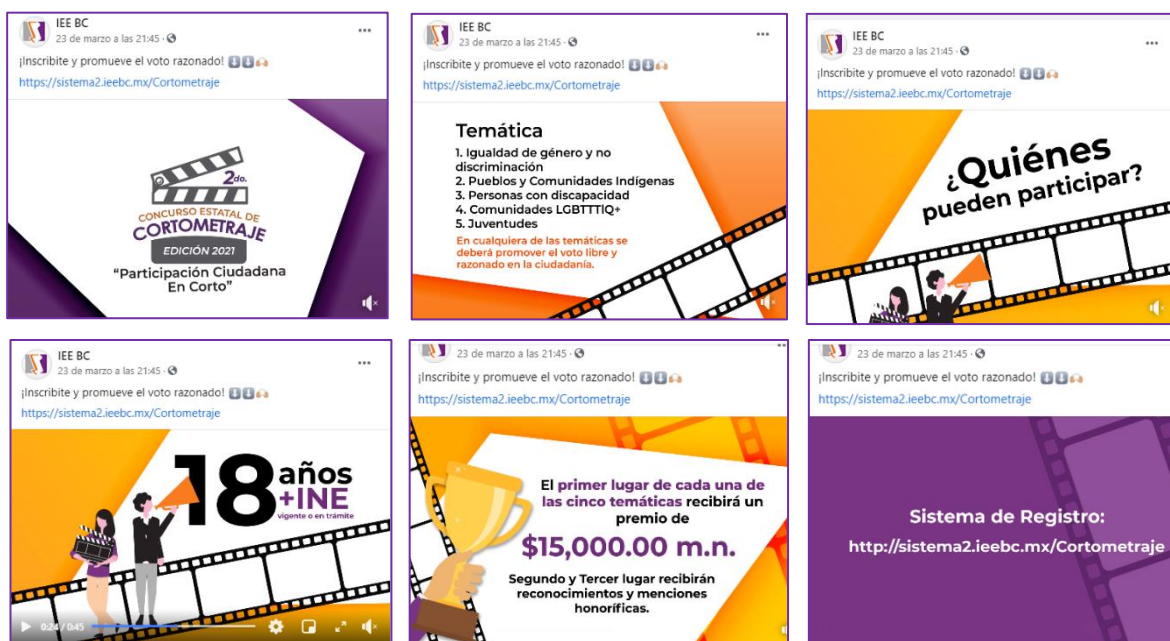 IEE BC
23 de marzo a las 21:45 ·
¡Inscribite y promueve el voto razonado!
https://sistema2.ieebc.mx/Cortometraje
2do.
CONCURSO ESTATAL DE
CORTOMETRAJE
EDICIÓN 2021
"Participación Ciudadana
En Corto"
IEE BC
23 de marzo a las 21:45 ·
¡Inscribite y promueve el voto razonado!
https://sistema2.ieebc.mx/Cortometraje
Temática
1. Igualdad de género y no
discriminación
2. Pueblos y Comunidades Indígenas
3. Personas con discapacidad
4. Comunidades LGBTTTIQ+
5. Juventudes
En cualquiera de las temáticas se
deberá promover el voto libre y
razonado en la ciudadanía.
IEE BC
23 de marzo a las 21:45 ·
¡Inscribite y promueve el voto razonado!
https://sistema2.ieebc.mx/Cortometraje
¿Quiénes
pueden participar?
IEE BC
23 de marzo a las 21:45 ·
¡Inscribite y promueve el voto razonado!
https://sistema2.ieebc.mx/Cortometraje
18 años
+INE
vigente o en trámite
0:24 / 0:45
23 de marzo a las 21:45 ·
¡Inscribite y promueve el voto razonado!
https://sistema2.ieebc.mx/Cortometraje
El primer lugar de cada una de
las cinco temáticas recibirá un
premio de
$15,000.00 m.n.
Segundo y Tercer lugar recibirán
reconocimientos y menciones
honoríficas.
23 de marzo a las 21:45 ·
¡Inscribite y promueve el voto razonado!
https://sistema2.ieebc.mx/Cortometraje
Sistema de Registro:
http://sistema2.ieebc.mx/Cortometraje